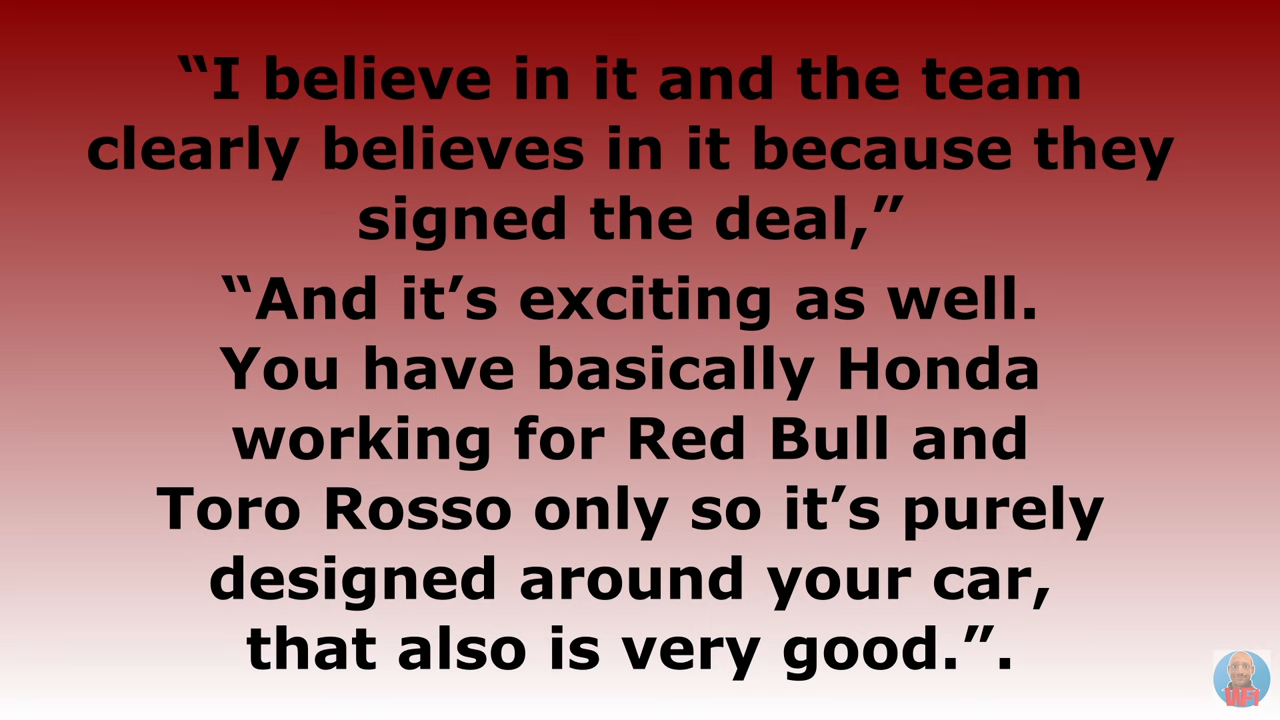 “I believe in it and the team
clearly believes in it because they
signed the deal,”
“And it’s exciting as well.
You have basically Honda
working for Red Bull and
Toro Rosso only so it’s purely
designed around your car,
that also is very good.”.
WF1